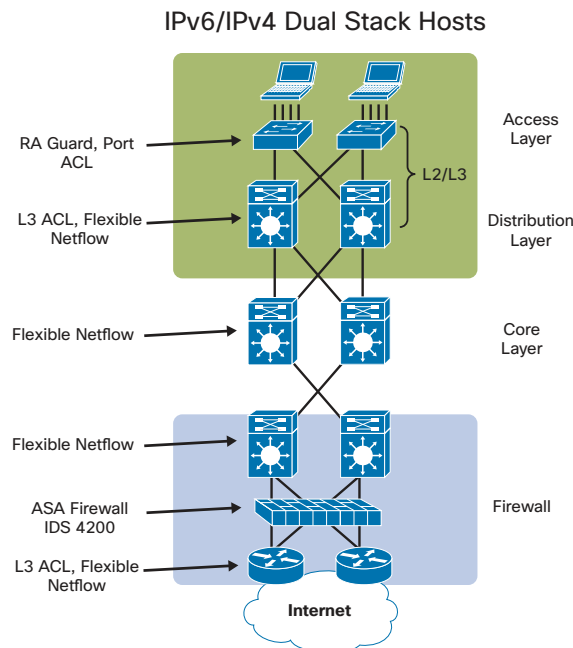 IPv6/IPv4 Dual Stack Hosts
Access
Layer
RA Guard, Port
ACL
L2/L3
L3 ACL, Flexible
Netflow
Distribution
Layer
Flexible Netflow
Core
Layer
Flexible Netflow
ASA Firewall
IDS 4200
Firewall
L3 ACL, Flexible
Netflow
Internet